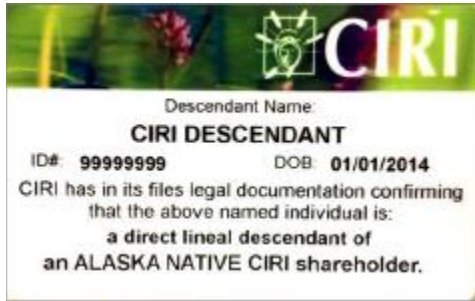 CIRI
Descendant Name:
CIRI DESCENDANT
ID#: 99999999 DOB: 01/01/2014
CIRI has in its files legal documentation confirming
that the above named individual is:
a direct lineal descendant of
an ALASKA NATIVE CIRI shareholder.